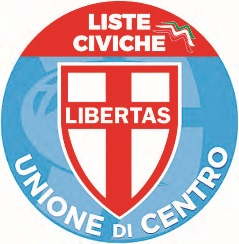 LISTE
CIVICHE
LIBERTAS
UNIONE DI CENTRO